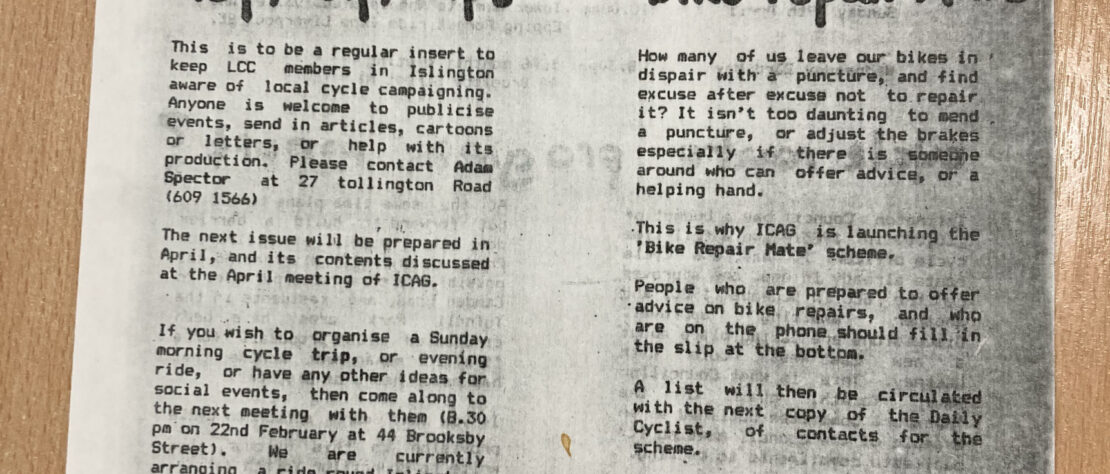 This is to be a regular insert to
keep LCC members in Islington
aware of local cycle campaigning.
Anyone is welcome to publicise
events, send in articles, cartoons
or letters, or help with its
production. Please contact Adam
Spector at 27 tollington Road
(609 1566)
The next issue will be prepared in
April, and its contents discussed
at the April meeting of ICAG.
If you wish to organise a Sunday
morning cycle trip, or evening
ride, or have any other ideas for
social events, then come along to
the next meeting with them (8.30
pm on 22nd February at 44 Brooksby
Street). We are currently
arranging a ride round
How many of us leave our bikes in
dispair with a puncture, and find
excuse after excuse not to repair
it? It isn't too daunting to mend
a puncture, or adjust the brakes
especially if there is someone
around who can offer advice, or a
helping hand.
This is why ICAG is launching the
'Bike Repair Mate' scheme.
People who are prepared to offer
advice on bike repairs, and who
are on the phone should fill in
the slip at the bottom.
A list will then be circulated
with the next copy of the Daily
Cyclist, of contacts for the
scheme.